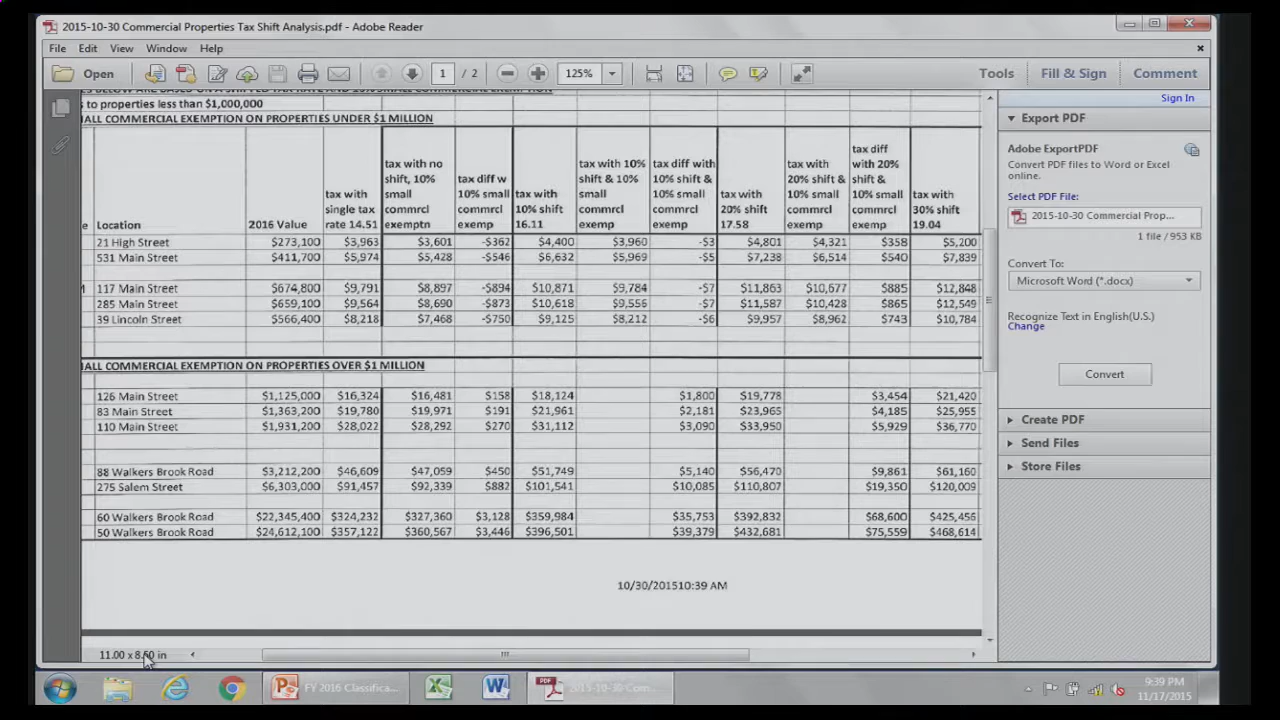 2015-10-30 Commercial Properties Tax Shift Analysis.pdf - Adobe Reader
File Edit View Window Help
Open 1 / 2 125% Tools Fill & Sign Comment
Sign In
Export PDF
Adobe ExportPDF
Convert PDF files to Word or Excel
online.
Select PDF File:
2015-10-30 Commercial Prop...
1 file / 953 KB
Convert To:
Microsoft Word (*.docx)
Recognize Text in English(U.S.)
Change
Convert
Create PDF
Send Files
Store Files
s to properties less than $1,000,000
ALL COMMERCIAL EXEMPTION ON PROPERTIES UNDER $1 MILLION
e Location 2016 Value tax with single tax rate 14.51 tax with no shift, 10% small commrcl exemptn tax diff w 10% small commrcl exemp tax with 10% shift 16.11 tax with 10% shift & 10% small commrcl exemp tax diff with 10% shift & 10% small commrcl exemp tax with 20% shift 17.58 tax with 20% shift & 10% small commrcl exemp tax diff with 20% shift & 10% small commrcl exemp tax with 30% shift 19.04
21 High Street $273,100 $3,963 $3,601 -$362 $4,400 $3,960 -$3 $4,801 $4,321 $358 $5,200
531 Main Street $411,700 $5,974 $5,428 -$546 $6,632 $5,969 -$5 $7,238 $6,514 $540 $7,839
117 Main Street $674,800 $9,791 $8,897 -$894 $10,871 $9,784 -$7 $11,863 $10,677 $885 $12,848
285 Main Street $659,100 $9,564 $8,690 -$873 $10,618 $9,556 -$7 $11,587 $10,428 $865 $12,549
39 Lincoln Street $566,400 $8,218 $7,468 -$750 $9,125 $8,212 -$6 $9,957 $8,962 $743 $10,784
ALL COMMERCIAL EXEMPTION ON PROPERTIES OVER $1 MILLION
126 Main Street $1,125,000 $16,324 $16,481 $158 $18,124 $1,800 $19,778 $3,454 $21,420
83 Main Street $1,363,200 $19,780 $19,971 $191 $21,961 $2,181 $23,965 $4,185 $25,955
110 Main Street $1,931,200 $28,022 $28,292 $270 $31,112 $3,090 $33,950 $5,929 $36,770
88 Walkers Brook Road $3,212,200 $46,609 $47,059 $450 $51,749 $5,140 $56,470 $9,861 $61,160
275 Salem Street $6,303,000 $91,457 $92,339 $882 $101,541 $10,085 $110,807 $19,350 $120,009
60 Walkers Brook Road $22,345,400 $324,232 $327,360 $3,128 $359,984 $35,753 $392,832 $68,600 $425,456
50 Walkers Brook Road $24,612,100 $357,122 $360,567 $3,446 $396,501 $39,379 $432,681 $75,559 $468,614
10/30/201510:39 AM
11.00 x 8.50 in
FY 2016 Classifica...
2015-10-30 Com...
9:39 PM
11/17/2015